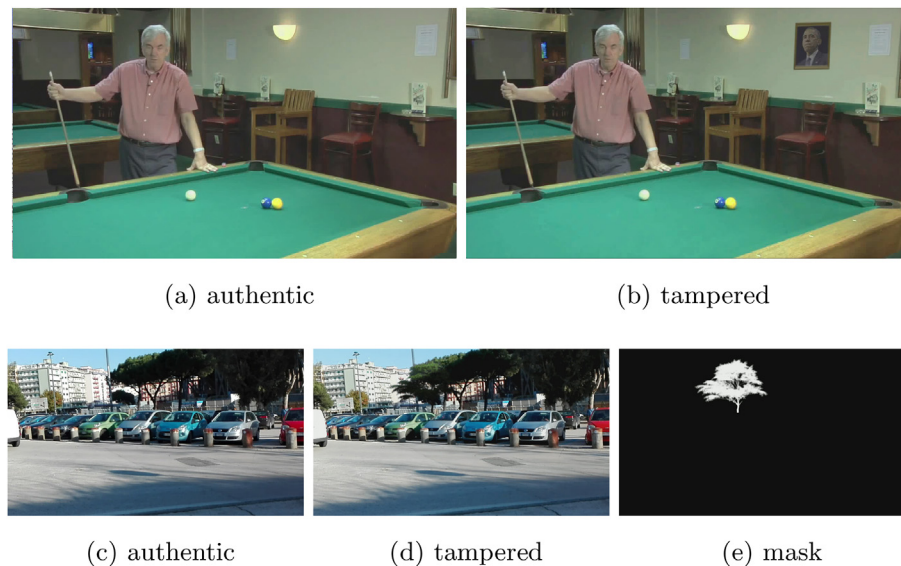 (a) authentic
(b) tampered
(c) authentic
(d) tampered
(e) mask